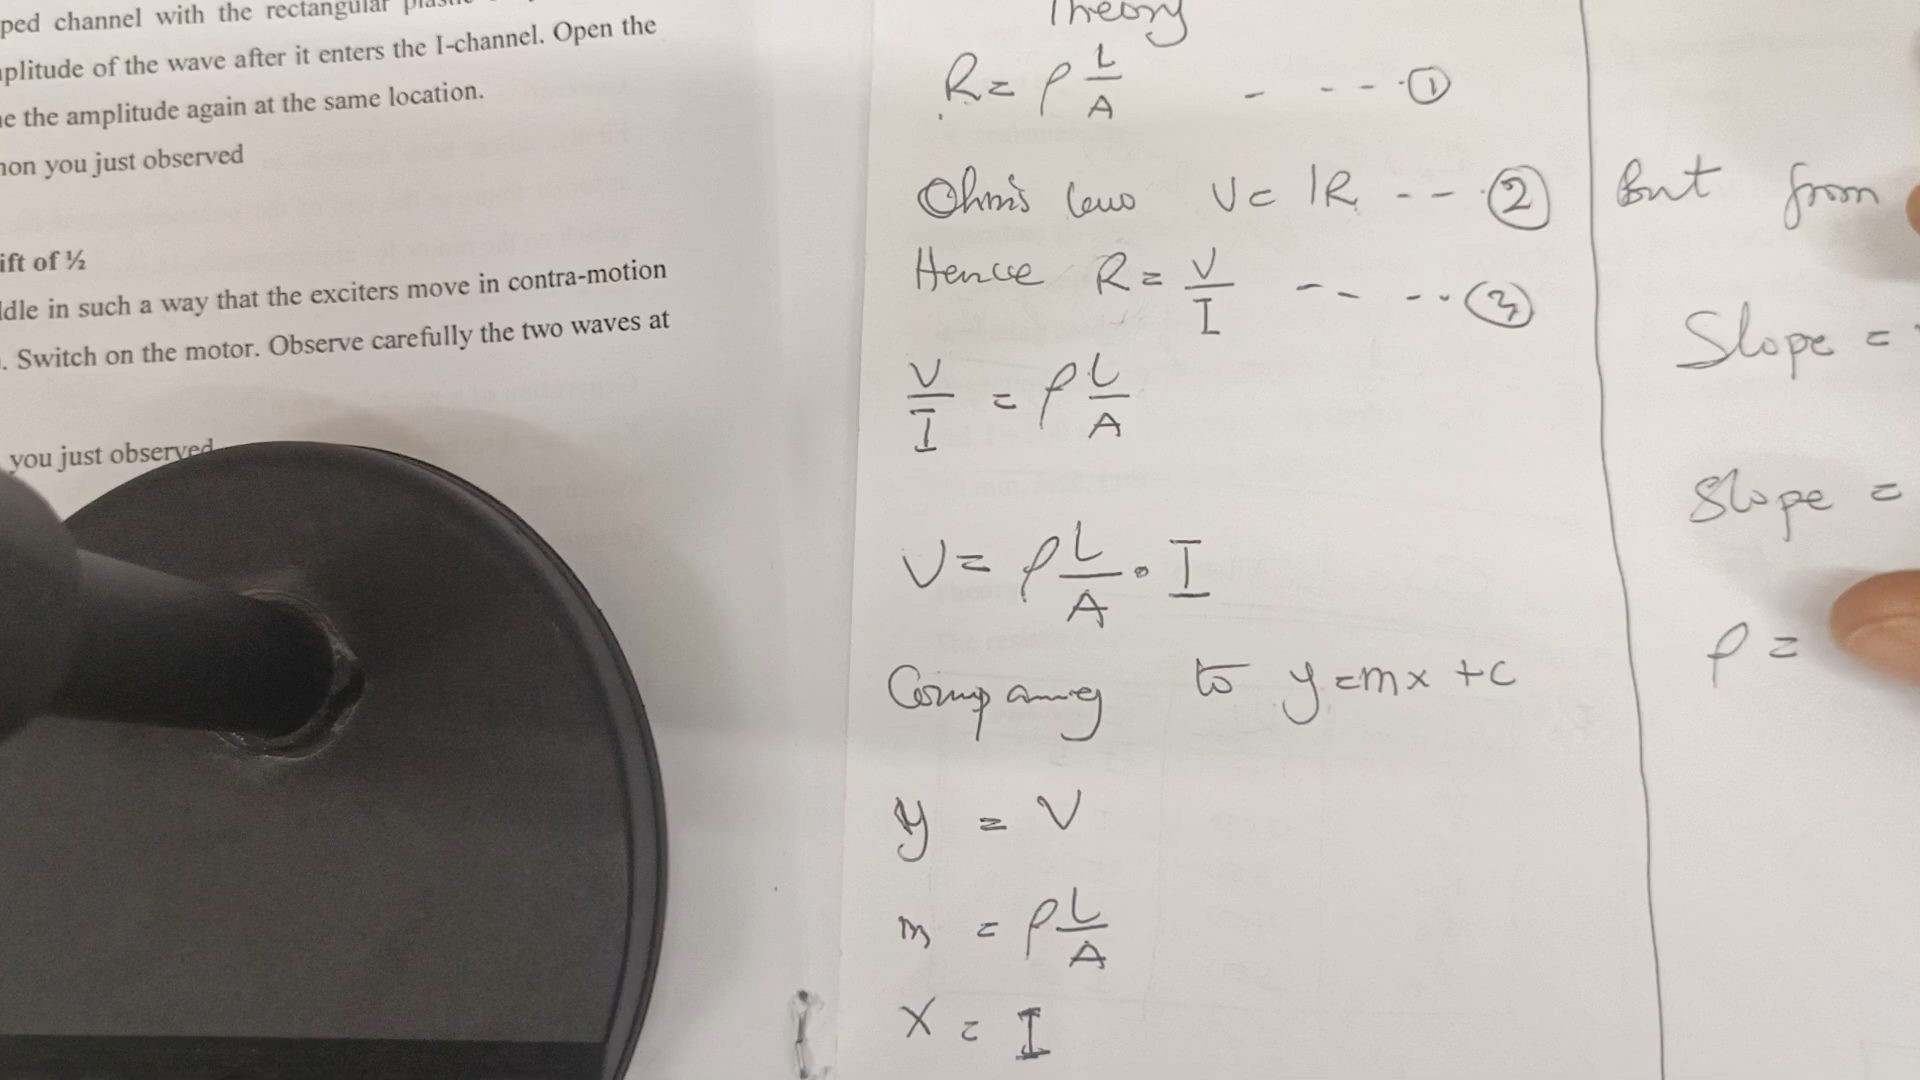 ped channel with the rectangular
plitude of the wave after it enters the I-channel. Open the
e the amplitude again at the same location.
non you just observed
ift of ½
dle in such a way that the exciters move in contra-motion
. Switch on the motor. Observe carefully the two waves at
you just observed
Theory
R = ρ L/A - - - - ①
Ohm's law V = IR - - ②
Hence R = V/I - - - - ③
V/I = ρ L/A
V = ρ L/A . I
Comparing to y = mx + c
y = V
m = ρ L/A
x = I
But from
Slope =
Slope =
ρ =